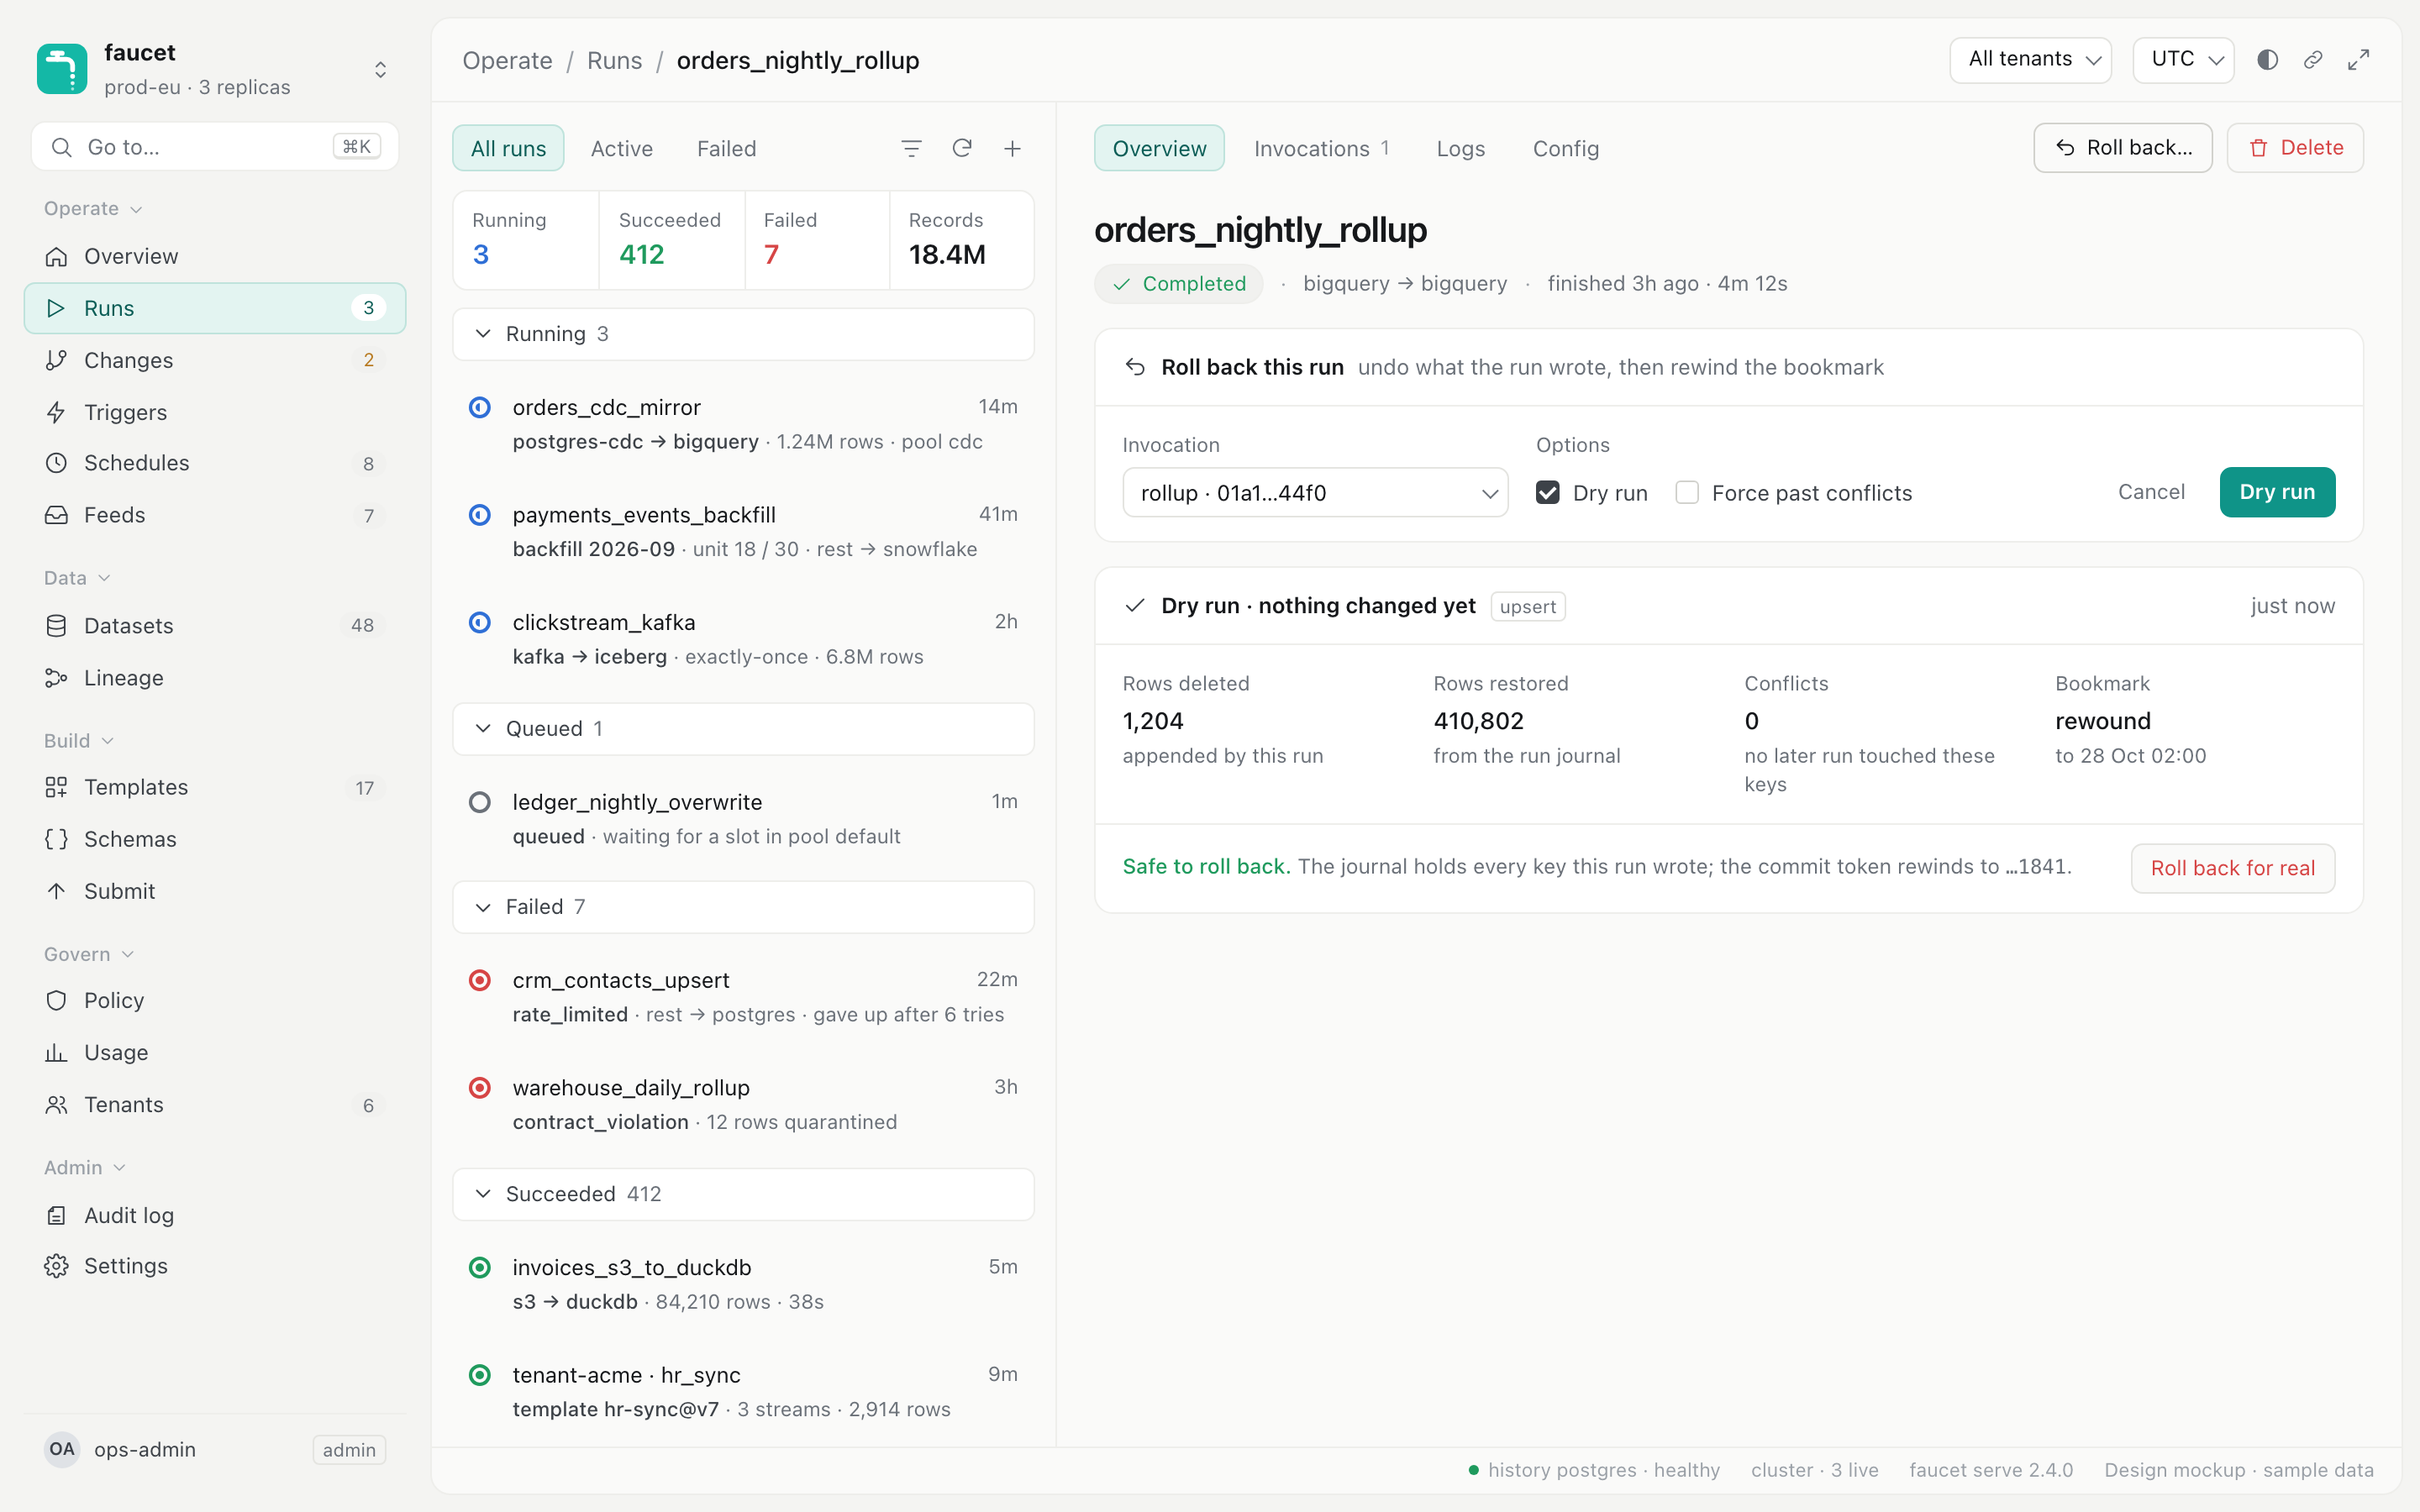 faucet
prod-eu · 3 replicas
Go to...
⌘K
Operate
Overview
Runs 3
Changes 2
Triggers
Schedules 8
Feeds 7
Data
Datasets 48
Lineage
Build
Templates 17
Schemas
Submit
Govern
Policy
Usage
Tenants 6
Admin
Audit log
Settings
OA ops-admin admin
Operate / Runs / orders_nightly_rollup
All tenants
UTC
All runs Active Failed
Running Succeeded Failed Records
3 412 7 18.4M
Running 3
orders_cdc_mirror 14m
postgres-cdc → bigquery · 1.24M rows · pool cdc
payments_events_backfill 41m
backfill 2026-09 · unit 18 / 30 · rest → snowflake
clickstream_kafka 2h
kafka → iceberg · exactly-once · 6.8M rows
Queued 1
ledger_nightly_overwrite 1m
queued · waiting for a slot in pool default
Failed 7
crm_contacts_upsert 22m
rate_limited · rest → postgres · gave up after 6 tries
warehouse_daily_rollup 3h
contract_violation · 12 rows quarantined
Succeeded 412
invoices_s3_to_duckdb 5m
s3 → duckdb · 84,210 rows · 38s
tenant-acme · hr_sync 9m
template hr-sync@v7 · 3 streams · 2,914 rows
Overview Invocations 1 Logs Config
Roll back... Delete
orders_nightly_rollup
Completed · bigquery → bigquery · finished 3h ago · 4m 12s
Roll back this run undo what the run wrote, then rewind the bookmark
Invocation Options
rollup · 01a1...44f0 Dry run Force past conflicts Cancel Dry run
Dry run · nothing changed yet upsert just now
Rows deleted Rows restored Conflicts Bookmark
1,204 410,802 0 rewound
appended by this run from the run journal no later run touched these to 28 Oct 02:00
keys
Safe to roll back. The journal holds every key this run wrote; the commit token rewinds to …1841. Roll back for real
history postgres · healthy cluster · 3 live faucet serve 2.4.0 Design mockup · sample data